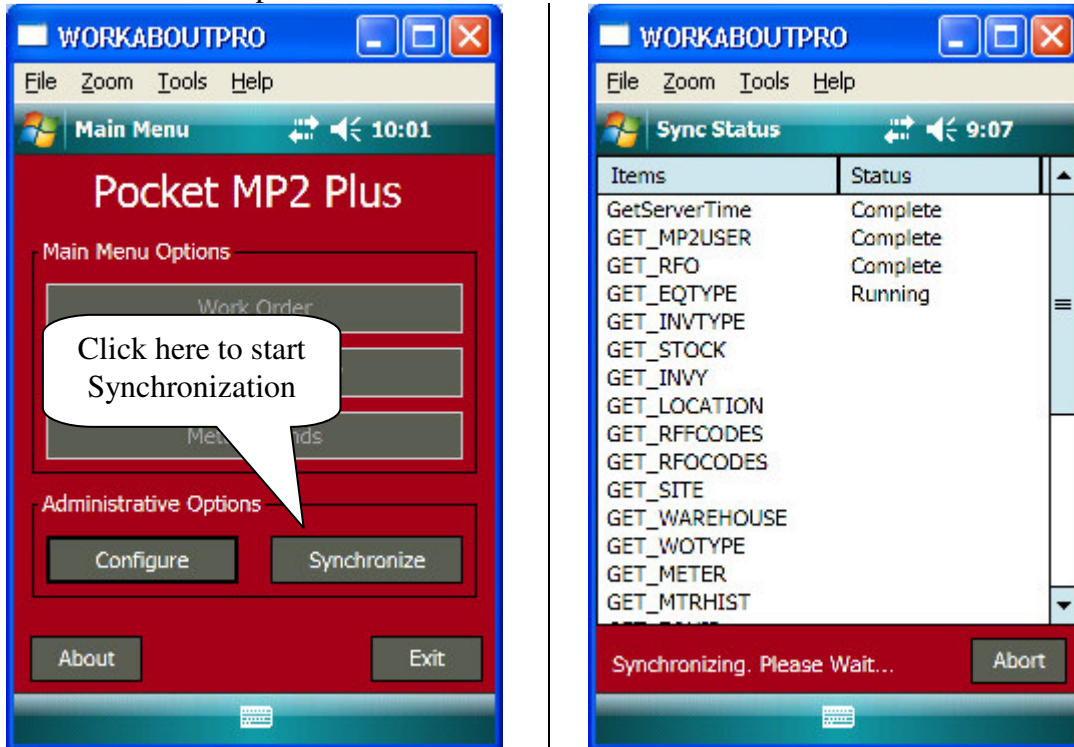 WORKABOUTPRO
File Zoom Tools Help
Main Menu 10:01
Pocket MP2 Plus
Main Menu Options
Work Order
Click here to start
Synchronization
Administrative Options
Configure Synchronize
About Exit
WORKABOUTPRO
File Zoom Tools Help
Sync Status 9:07
Items Status
GetServerTime Complete
GET_MP2USER Complete
GET_RFO Complete
GET_EQTYPE Running
GET_INVTYPE
GET_STOCK
GET_INVY
GET_LOCATION
GET_RFFCODES
GET_RFOCODES
GET_SITE
GET_WAREHOUSE
GET_WOTYPE
GET_METER
GET_MTRHIST
Synchronizing. Please Wait... Abort